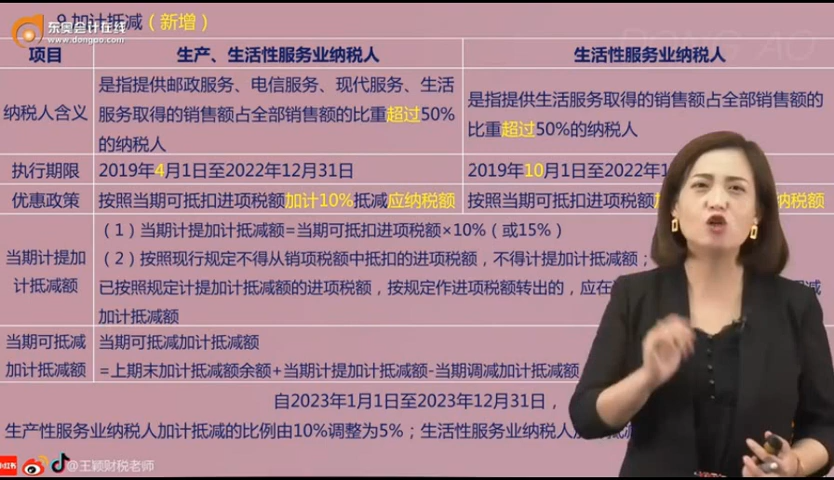 东奥会计在线
www.dongao.com
9.加计抵减（新增）
项目
生产、生活性服务业纳税人
生活性服务业纳税人
纳税人含义
是指提供邮政服务、电信服务、现代服务、生活
服务取得的销售额占全部销售额的比重超过50%
的纳税人
是指提供生活服务取得的销售额占全部销售额的
比重超过50%的纳税人
执行期限
2019年4月1日至2022年12月31日
2019年10月1日至2022年1
优惠政策
按照当期可抵扣进项税额加计10%抵减应纳税额
按照当期可抵扣进项税额
纳税额
当期计提加
计抵减额
（1）当期计提加计抵减额=当期可抵扣进项税额×10%（或15%）
（2）按照现行规定不得从销项税额中抵扣的进项税额，不得计提加计抵减额；
已按照规定计提加计抵减额的进项税额，按规定作进项税额转出的，应在
减
加计抵减额
当期可抵减
加计抵减额
当期可抵减加计抵减额
=上期末加计抵减额余额+当期计提加计抵减额-当期调减加计抵减额
自2023年1月1日至2023年12月31日，
生产性服务业纳税人加计抵减的比例由10%调整为5%；生活性服务业纳税人
小红书
@王颖财税老师